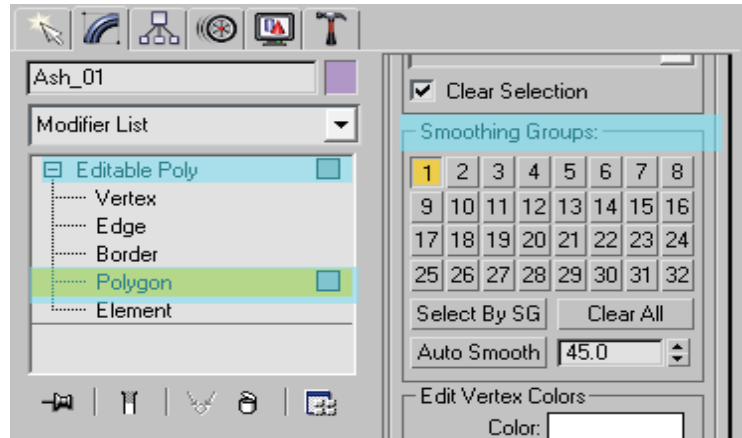 Ash_01
Modifier List
Editable Poly
Vertex
Edge
Border
Polygon
Element
Clear Selection
Smoothing Groups:
1 2 3 4 5 6 7 8
9 10 11 12 13 14 15 16
17 18 19 20 21 22 23 24
25 26 27 28 29 30 31 32
Select By SG Clear All
Auto Smooth 45.0
Edit Vertex Colors
Color: